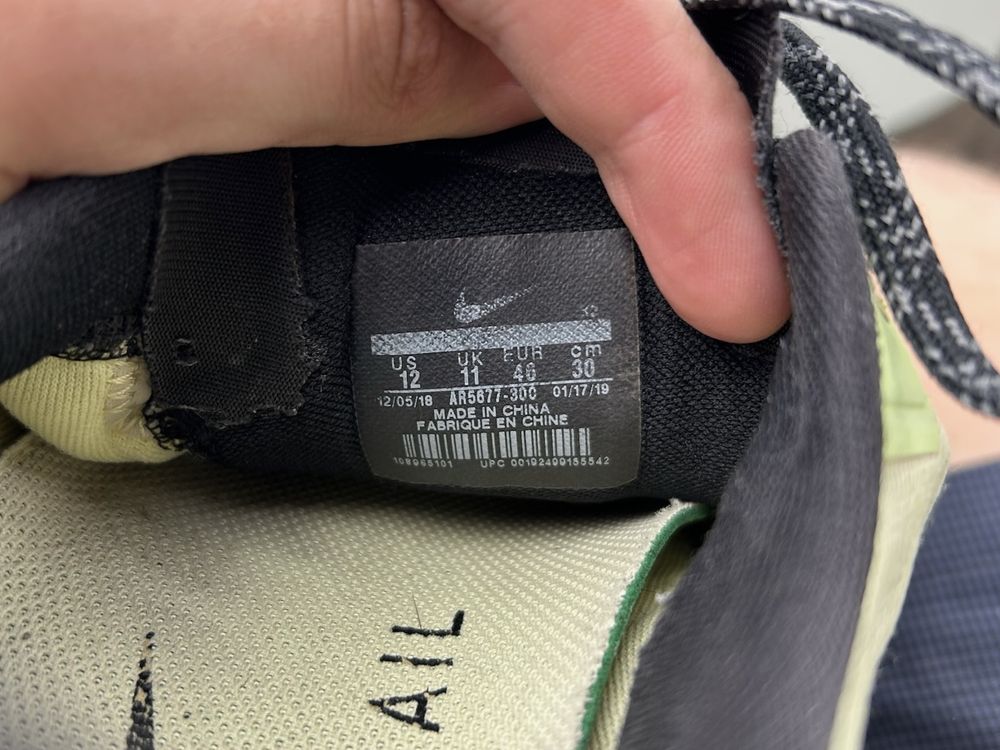 US UK EUR cm
12 11 46 30
12/05/18 AR5677-300 01/17/19
MADE IN CHINA
FABRIQUE EN CHINE
108965101 UPC 00192499155542
AIL